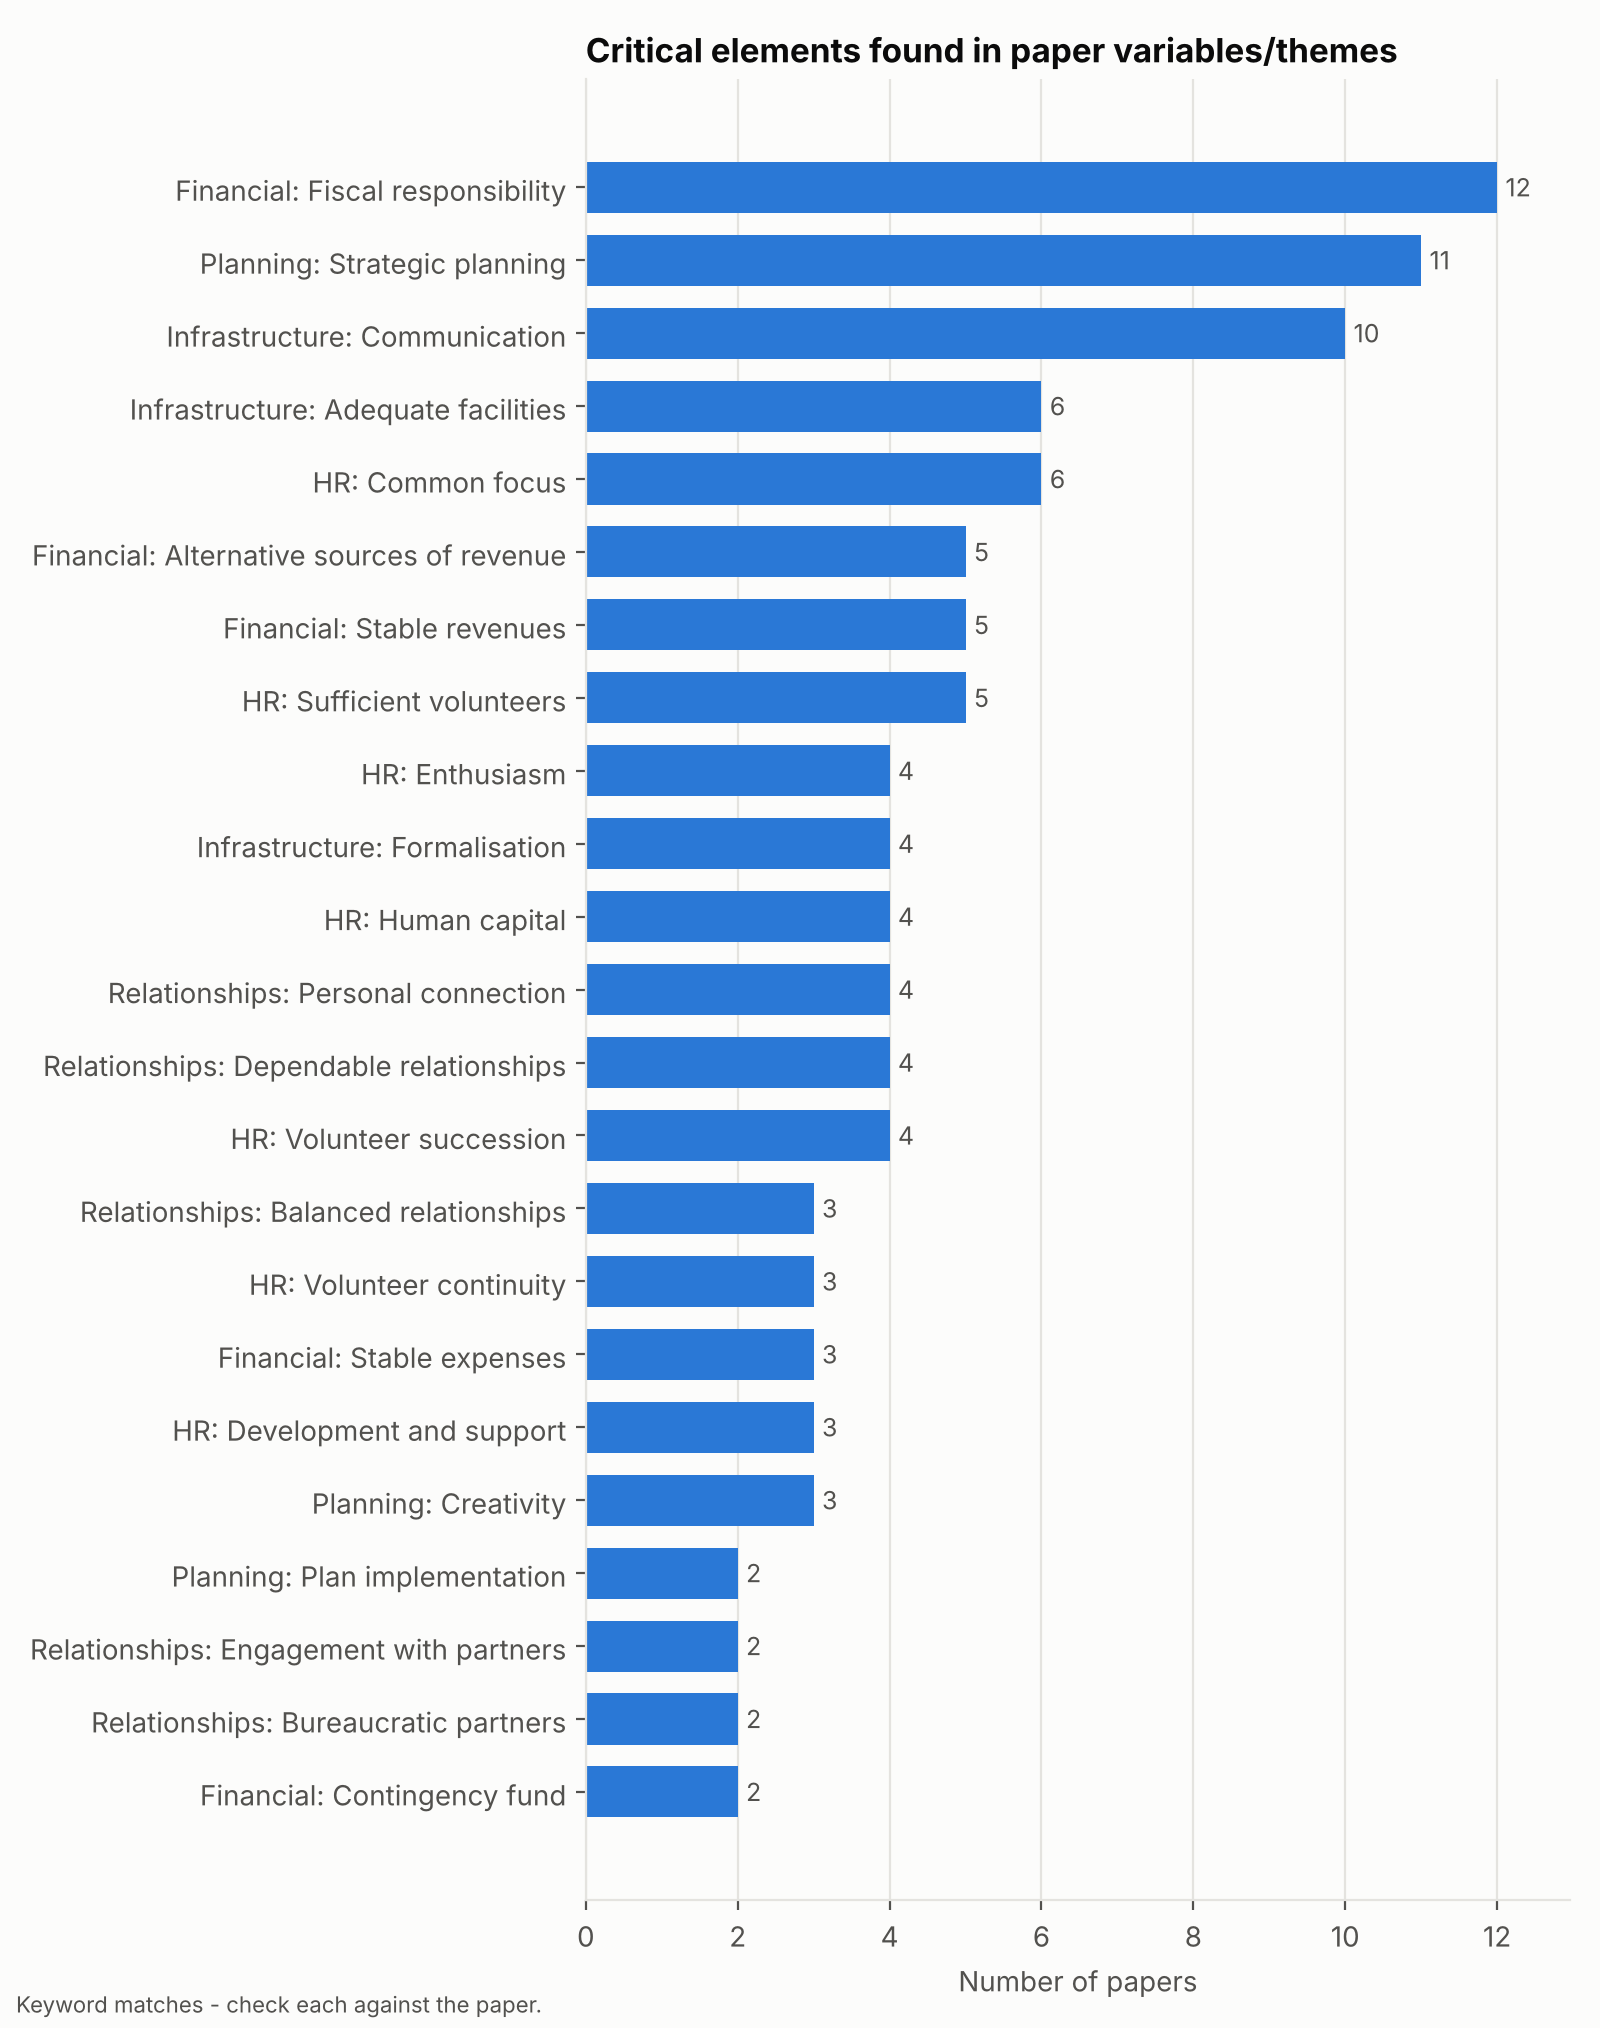 Critical elements found in paper variables/themes
Financial: Fiscal responsibility 12
Planning: Strategic planning 11
Infrastructure: Communication 10
Infrastructure: Adequate facilities 6
HR: Common focus 6
Financial: Alternative sources of revenue 5
Financial: Stable revenues 5
HR: Sufficient volunteers 5
HR: Enthusiasm 4
Infrastructure: Formalisation 4
HR: Human capital 4
Relationships: Personal connection 4
Relationships: Dependable relationships 4
HR: Volunteer succession 4
Relationships: Balanced relationships 3
HR: Volunteer continuity 3
Financial: Stable expenses 3
HR: Development and support 3
Planning: Creativity 3
Planning: Plan implementation 2
Relationships: Engagement with partners 2
Relationships: Bureaucratic partners 2
Financial: Contingency fund 2
0 2 4 6 8 10 12
Number of papers
Keyword matches - check each against the paper.